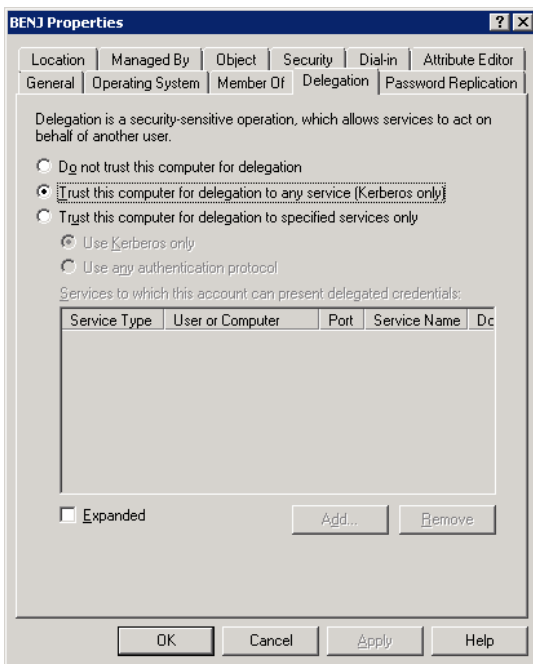 BENJ Properties
Location Managed By Object Security Dial-in Attribute Editor
General Operating System Member Of Delegation Password Replication
Delegation is a security-sensitive operation, which allows services to act on
behalf of another user.
Do not trust this computer for delegation
Trust this computer for delegation to any service (Kerberos only)
Trust this computer for delegation to specified services only
Use Kerberos only
Use any authentication protocol
Services to which this account can present delegated credentials:
Service Type User or Computer Port Service Name Dc
Expanded Add... Remove
OK Cancel Apply Help